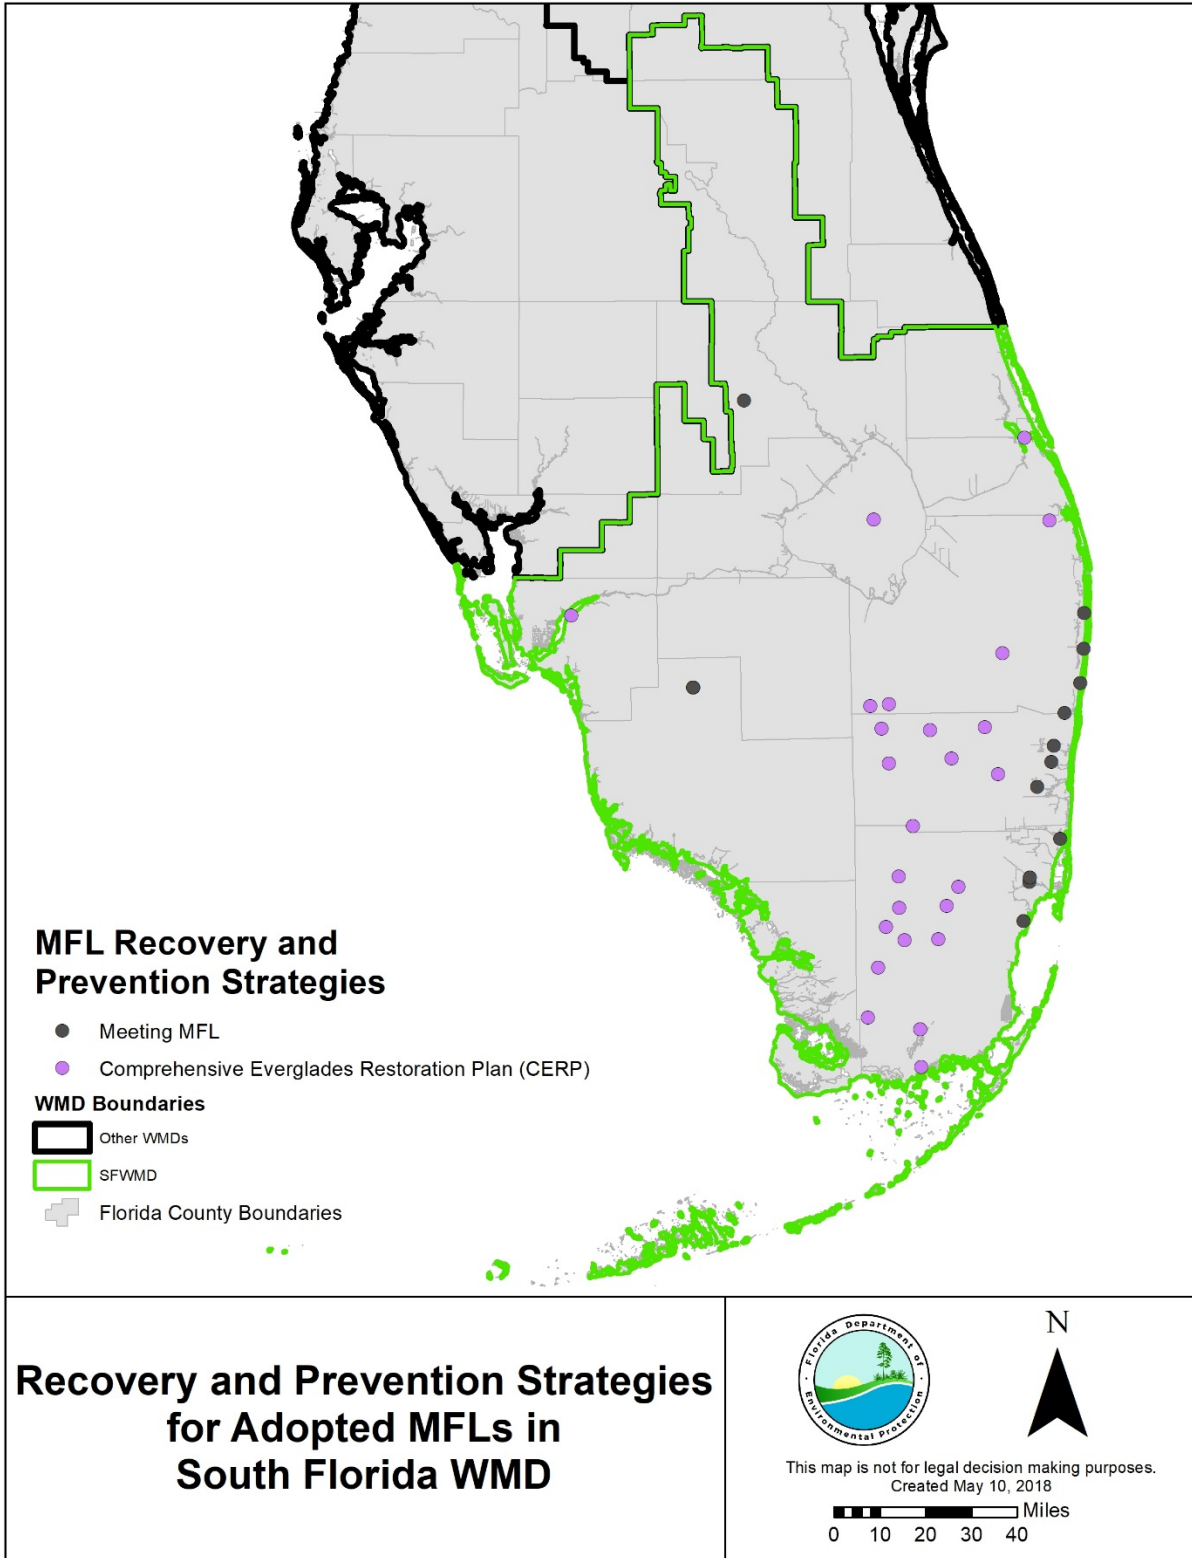 MFL Recovery and
Prevention Strategies
Meeting MFL
Comprehensive Everglades Restoration Plan (CERP)
WMD Boundaries
Other WMDs
SFWMD
Florida County Boundaries
Recovery and Prevention Strategies
for Adopted MFLs in
South Florida WMD
Florida Department of
Environmental Protection
N
This map is not for legal decision making purposes.
Created May 10, 2018
Miles
0 10 20 30 40